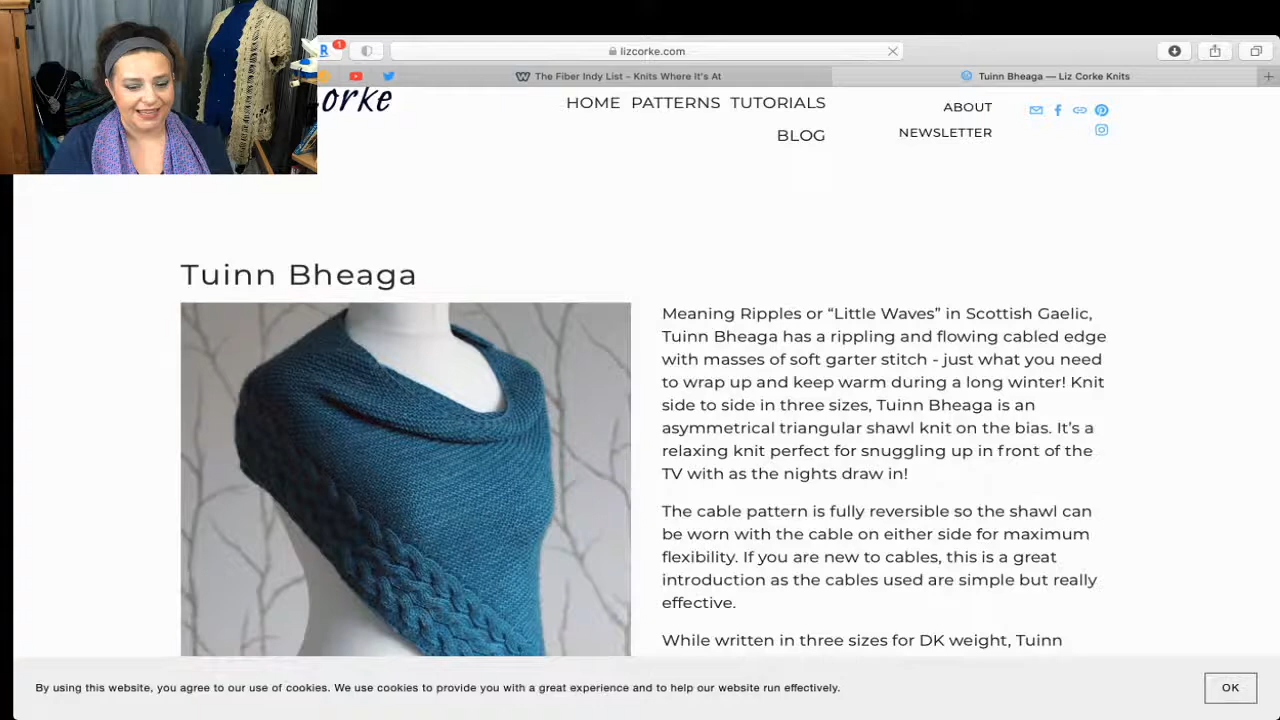 R
1
lizcorke.com
The Fiber Indy List – Knits Where It's At
Tuinn Bheaga — Liz Corke Knits
Corke
HOME PATTERNS TUTORIALS
BLOG
ABOUT
NEWSLETTER
Tuinn Bheaga
Meaning Ripples or “Little Waves” in Scottish Gaelic,
Tuinn Bheaga has a rippling and flowing cabled edge
with masses of soft garter stitch - just what you need
to wrap up and keep warm during a long winter! Knit
side to side in three sizes, Tuinn Bheaga is an
asymmetrical triangular shawl knit on the bias. It’s a
relaxing knit perfect for snuggling up in front of the
TV with as the nights draw in!
The cable pattern is fully reversible so the shawl can
be worn with the cable on either side for maximum
flexibility. If you are new to cables, this is a great
introduction as the cables used are simple but really
effective.
While written in three sizes for DK weight, Tuinn
By using this website, you agree to our use of cookies. We use cookies to provide you with a great experience and to help our website run effectively.
OK